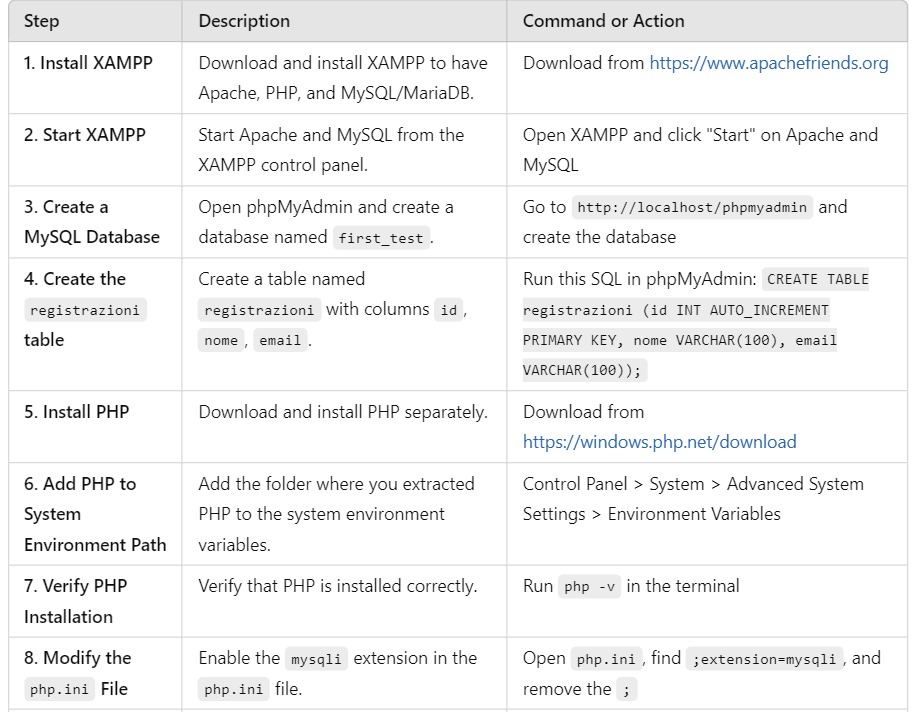 Step Description Command or Action
1. Install XAMPP Download and install XAMPP to have Download from https://www.apachefriends.org
Apache, PHP, and MySQL/MariaDB.
2. Start XAMPP Start Apache and MySQL from the Open XAMPP and click "Start" on Apache and
XAMPP control panel. MySQL
3. Create a Open phpMyAdmin and create a Go to http://localhost/phpmyadmin and
MySQL Database database named first_test . create the database
4. Create the Create a table named Run this SQL in phpMyAdmin: CREATE TABLE
registrazioni registrazioni with columns id , registrazioni (id INT AUTO_INCREMENT
table nome , email . PRIMARY KEY, nome VARCHAR(100), email
VARCHAR(100));
5. Install PHP Download and install PHP separately. Download from
https://windows.php.net/download
6. Add PHP to Add the folder where you extracted Control Panel > System > Advanced System
System PHP to the system environment Settings > Environment Variables
Environment Path variables.
7. Verify PHP Verify that PHP is installed correctly. Run php -v in the terminal
Installation
8. Modify the Enable the mysqli extension in the Open php.ini , find ;extension=mysqli , and
php.ini File php.ini file. remove the ;